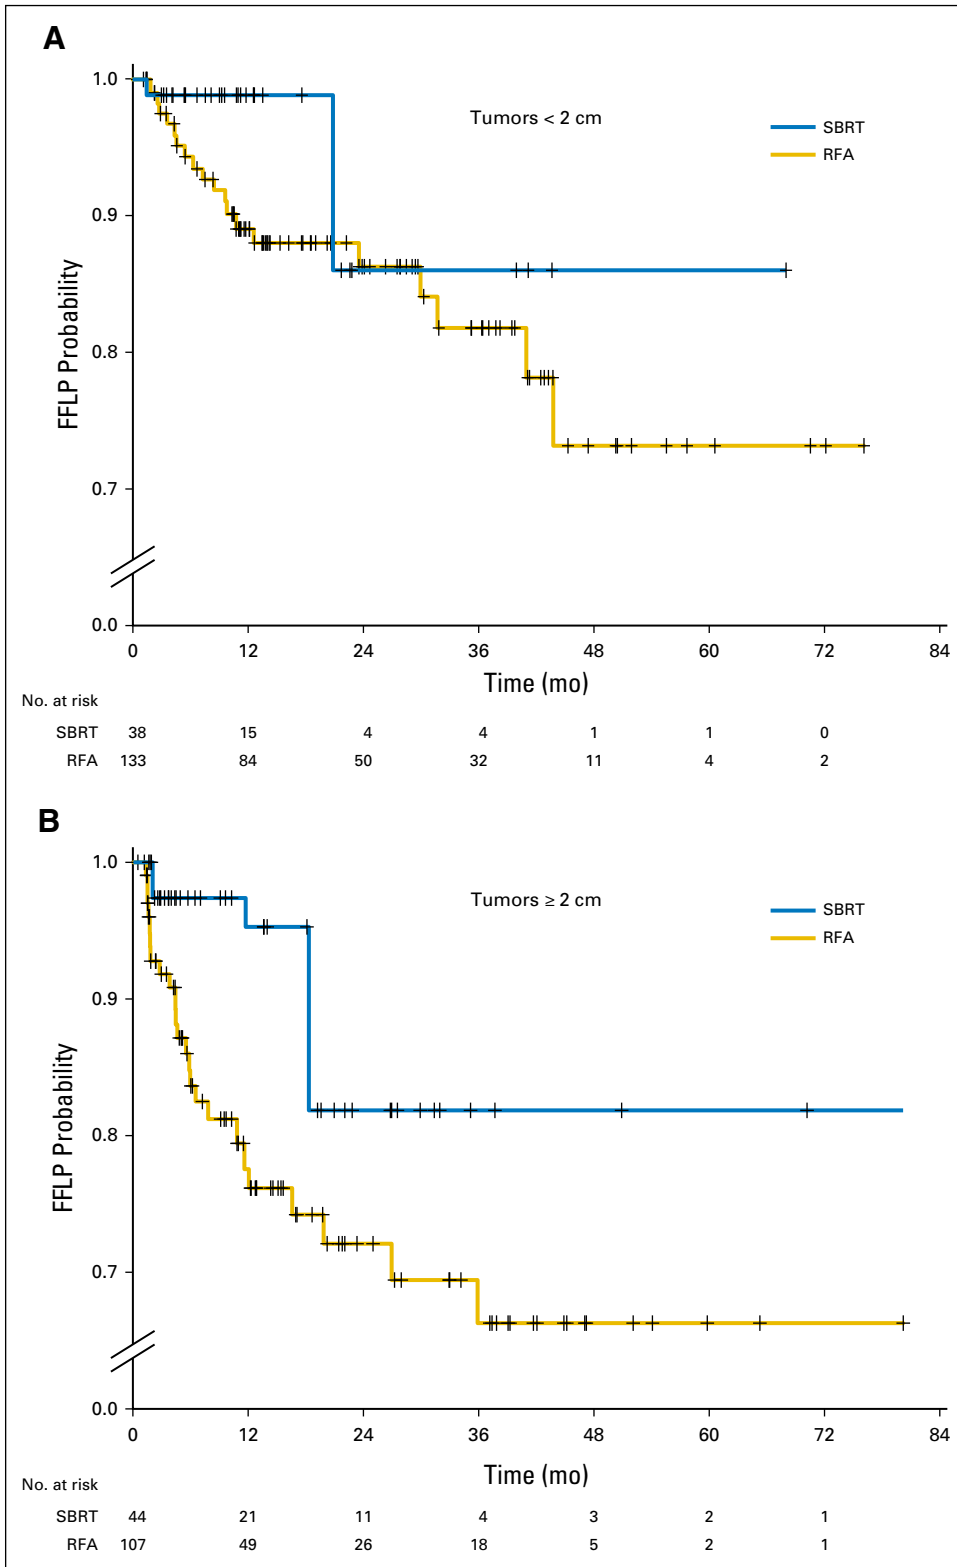 A
Tumors < 2 cm
SBRT
RFA
FFLP Probability
1.0
0.9
0.8
0.7
0.0
0 12 24 36 48 60 72 84
Time (mo)
No. at risk
SBRT 38 15 4 4 1 1 0
RFA 133 84 50 32 11 4 2
B
Tumors ≥ 2 cm
SBRT
RFA
FFLP Probability
1.0
0.9
0.8
0.7
0.0
0 12 24 36 48 60 72 84
Time (mo)
No. at risk
SBRT 44 21 11 4 3 2 1
RFA 107 49 26 18 5 2 1